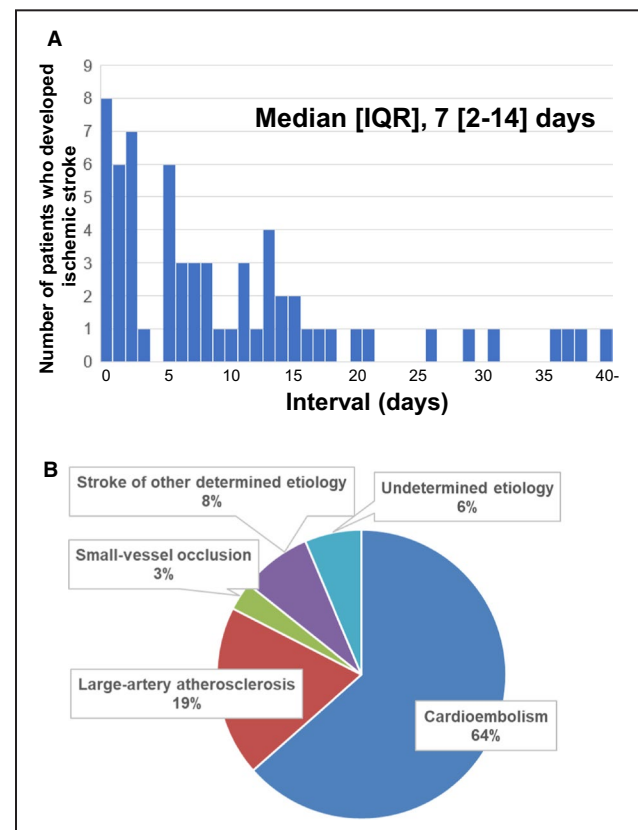 A
Number of patients who developed
ischemic stroke
9
8
7
6
5
4
3
2
1
0
Median [IQR], 7 [2-14] days
0 5 10 15 20 25 30 35 40-
Interval (days)
B
Stroke of other determined etiology
8%
Undetermined etiology
6%
Small-vessel occlusion
3%
Large-artery atherosclerosis
19%
Cardioembolism
64%